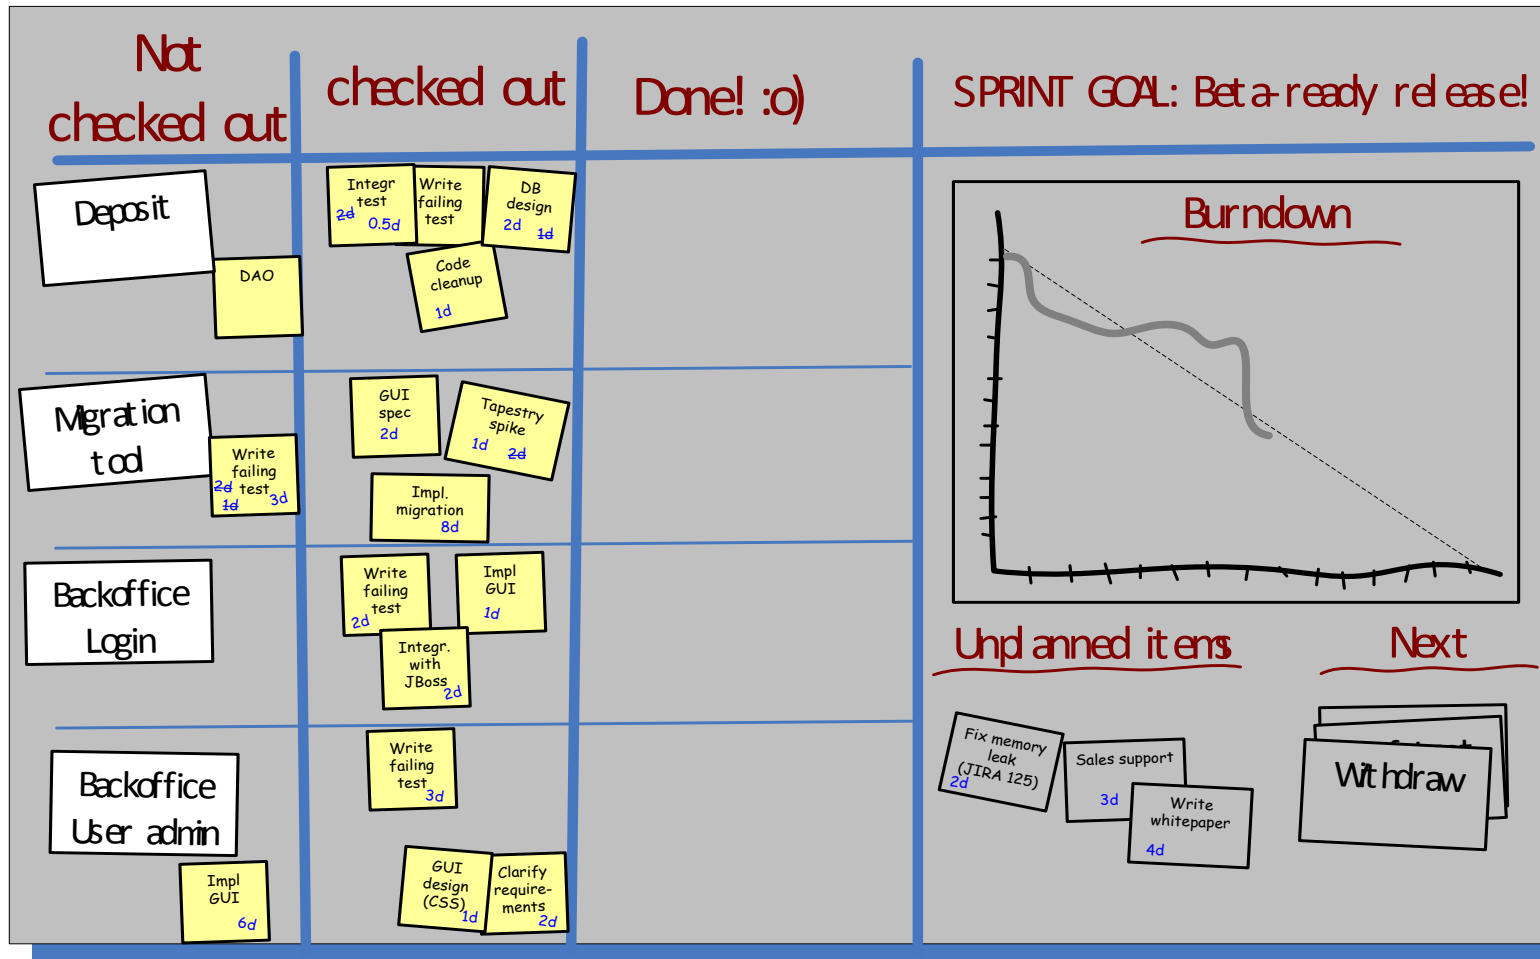 Not
checked out
checked out
Done! :o)
SPRINT GOAL: Beta-ready release!
Deposit
DAO
Integr
test
2d
0.5d
Write
failing
test
DB
design
2d
1d
Code
cleanup
1d
Migration
tool
Write
failing
test
2d
1d
3d
GUI
spec
2d
Tapestry
spike
1d
2d
Impl.
migration
8d
Backoffice
Login
Write
failing
test
2d
Impl
GUI
1d
Integr.
with
JBoss
2d
Backoffice
User admin
Impl
GUI
6d
Write
failing
test
3d
GUI
design
(CSS)
1d
Clarify
require-
ments
2d
Burndown
Unplanned items
Fix memory
leak
(JIRA 125)
2d
Sales support
3d
Write
whitepaper
4d
Next
Withdraw